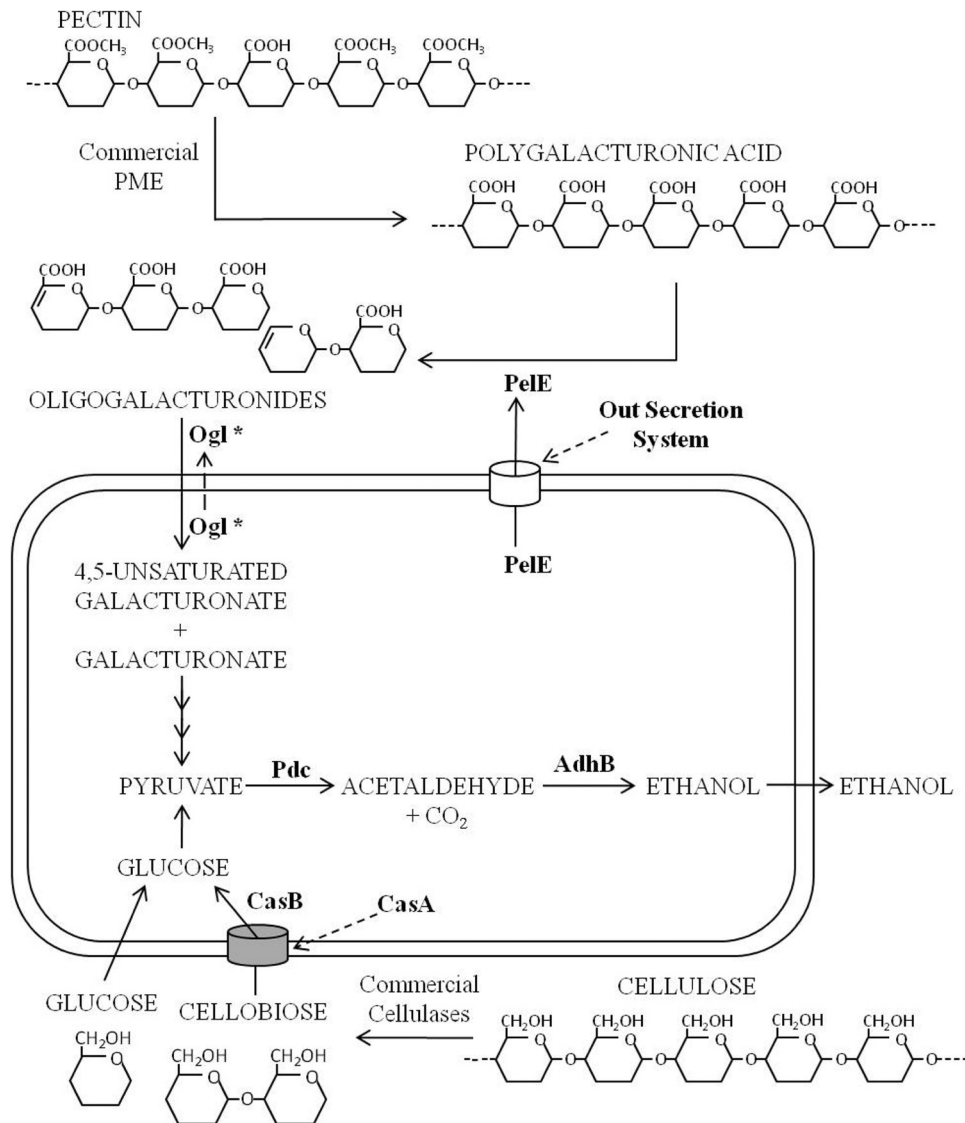 PECTIN
COOCH3 COOCH3 COOH COOCH3 COOCH3
O O O O O
O O O O O
Commercial
PME
POLYGALACTURONIC ACID
COOH COOH COOH COOH COOH
O O O O O
O O O O O
COOH COOH COOH
O O O
O O
COOH
O O
O
OLIGOGALACTURONIDES
PelE
Out Secretion
System
Ogl *
Ogl *
PelE
4,5-UNSATURATED
GALACTURONATE
+
GALACTURONATE
PYRUVATE Pdc ACETALDEHYDE AdhB ETHANOL ETHANOL
+ CO2
GLUCOSE
CasB CasA
GLUCOSE
CELLOBIOSE
Commercial
Cellulases
CELLULOSE
CH2OH
O
CH2OH CH2OH
O O
O
CH2OH CH2OH CH2OH CH2OH CH2OH
O O O O O
O O O O O